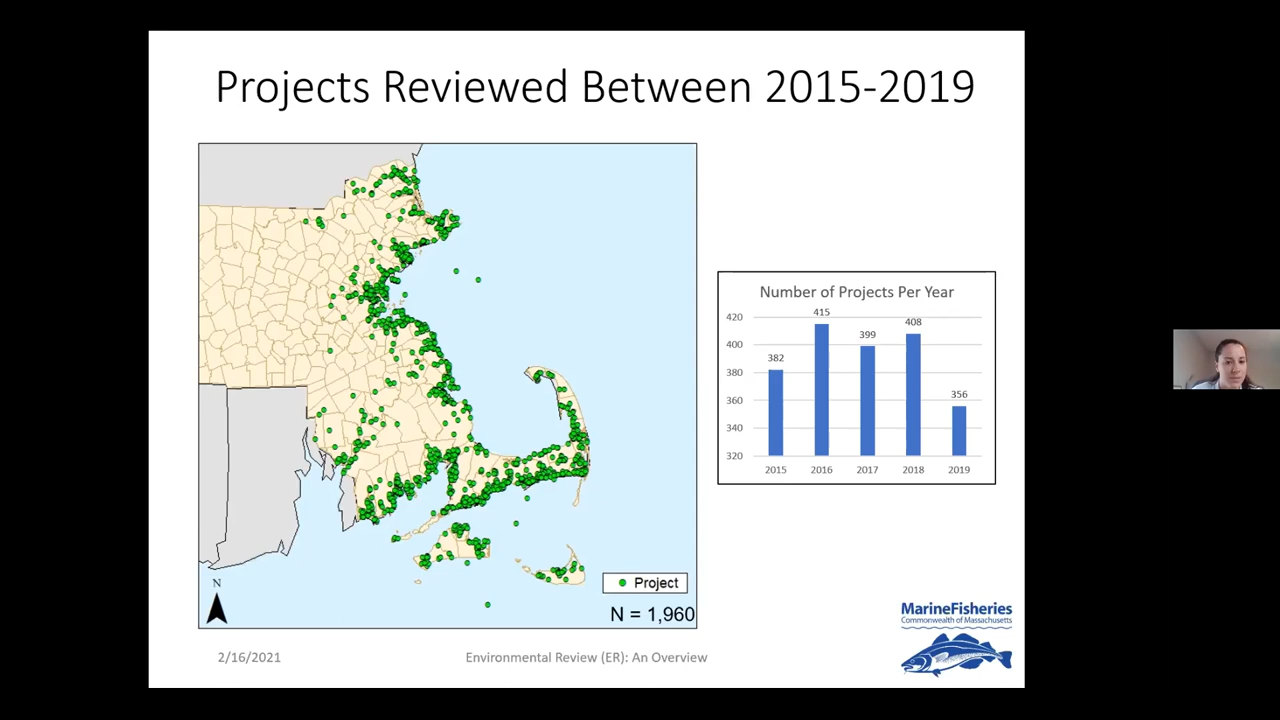 Projects Reviewed Between 2015-2019
N
Project
N = 1,960
Number of Projects Per Year
420
400
380
360
340
320
382
415
399
408
356
2015 2016 2017 2018 2019
MarineFisheries
Commonwealth of Massachusetts
2/16/2021
Environmental Review (ER): An Overview